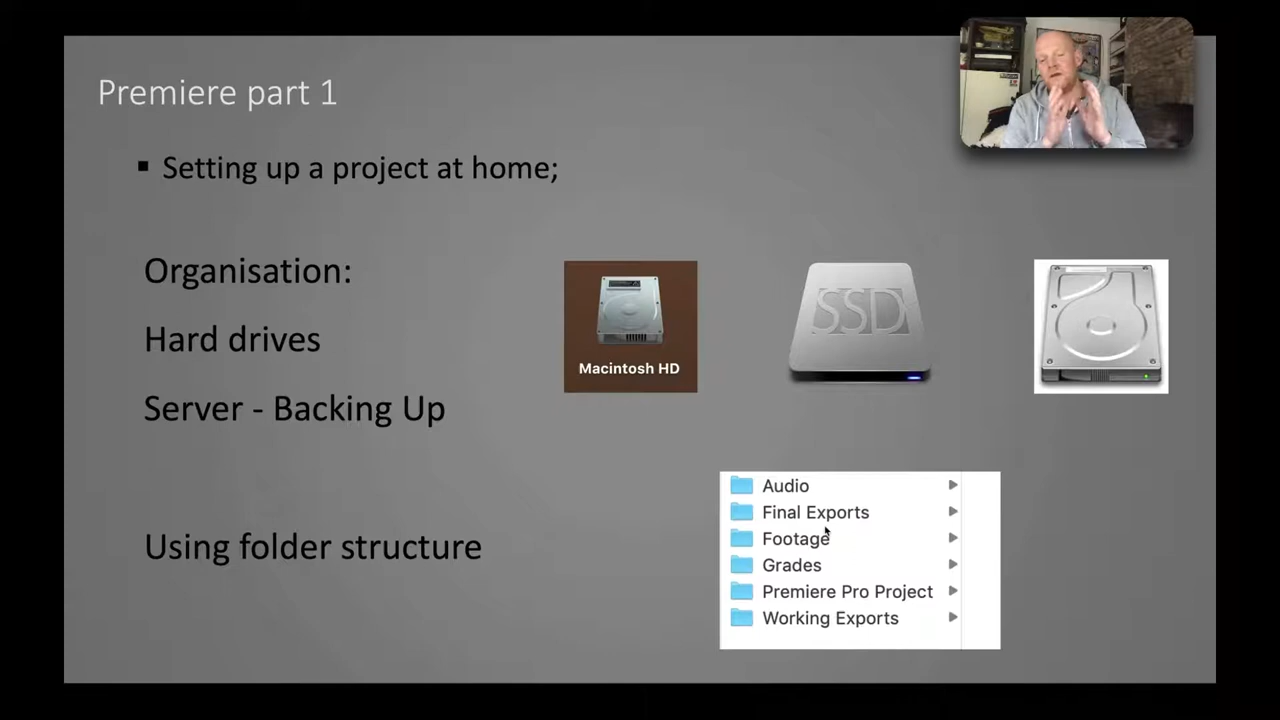 Premiere part 1
▪ Setting up a project at home;
Organisation:
Hard drives
Server - Backing Up
Macintosh HD
SSD
Using folder structure
Audio
Final Exports
Footage
Grades
Premiere Pro Project
Working Exports